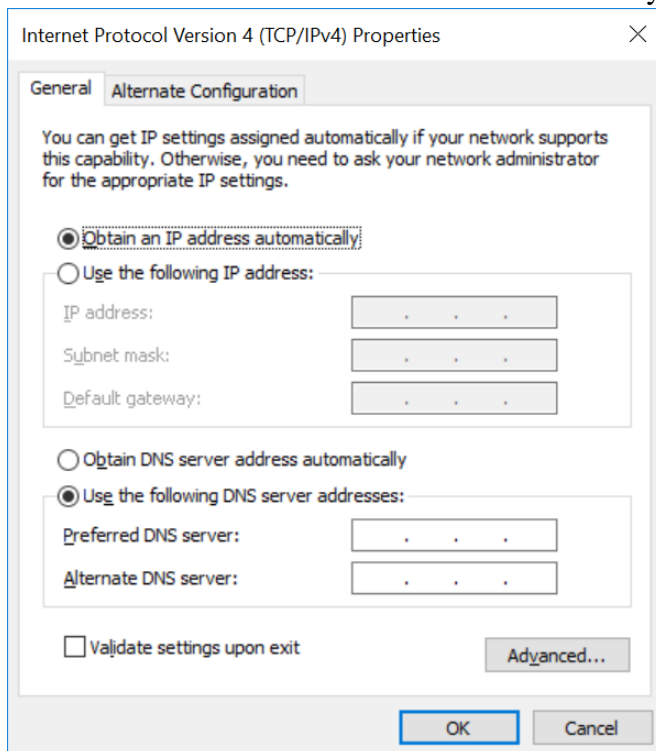 Internet Protocol Version 4 (TCP/IPv4) Properties
General
Alternate Configuration
You can get IP settings assigned automatically if your network supports
this capability. Otherwise, you need to ask your network administrator
for the appropriate IP settings.
Obtain an IP address automatically
Use the following IP address:
IP address:
. . .
Subnet mask:
. . .
Default gateway:
. . .
Obtain DNS server address automatically
Use the following DNS server addresses:
Preferred DNS server:
. . .
Alternate DNS server:
. . .
Validate settings upon exit
Advanced...
OK
Cancel